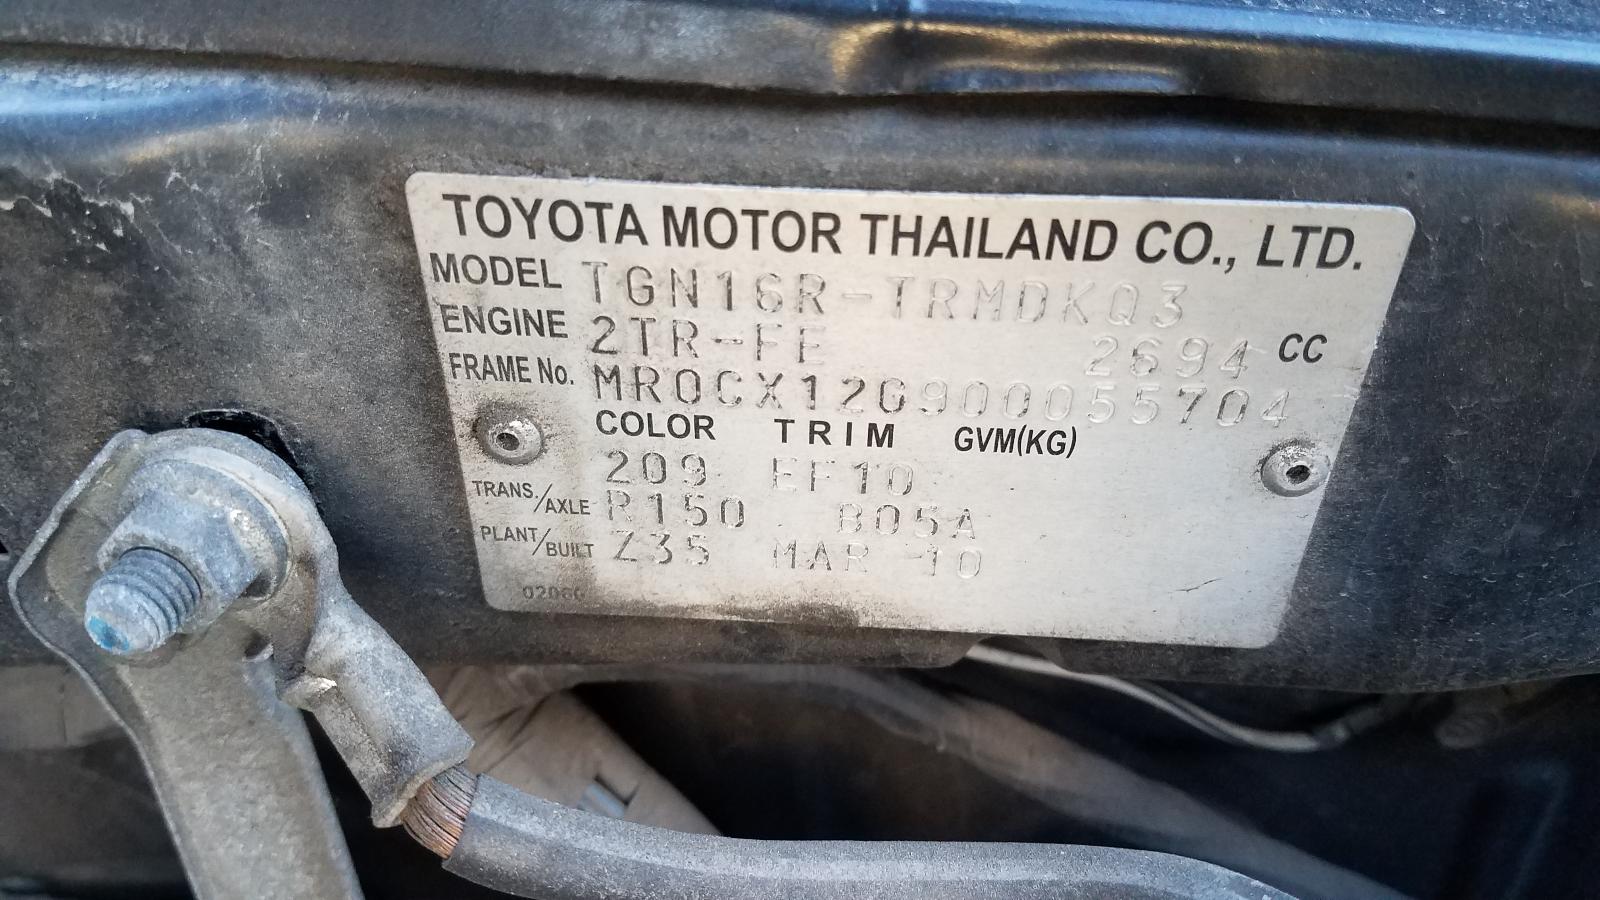 TOYOTA MOTOR THAILAND CO., LTD.
MODEL TGN16R-TRMDKQ3
ENGINE 2TR-FE 2694 CC
FRAME No. MR0CX12G900055704
COLOR TRIM GVM(KG)
209 EF10
TRANS./AXLE R150 B05A
PLANT/BUILT Z35 MAR 10